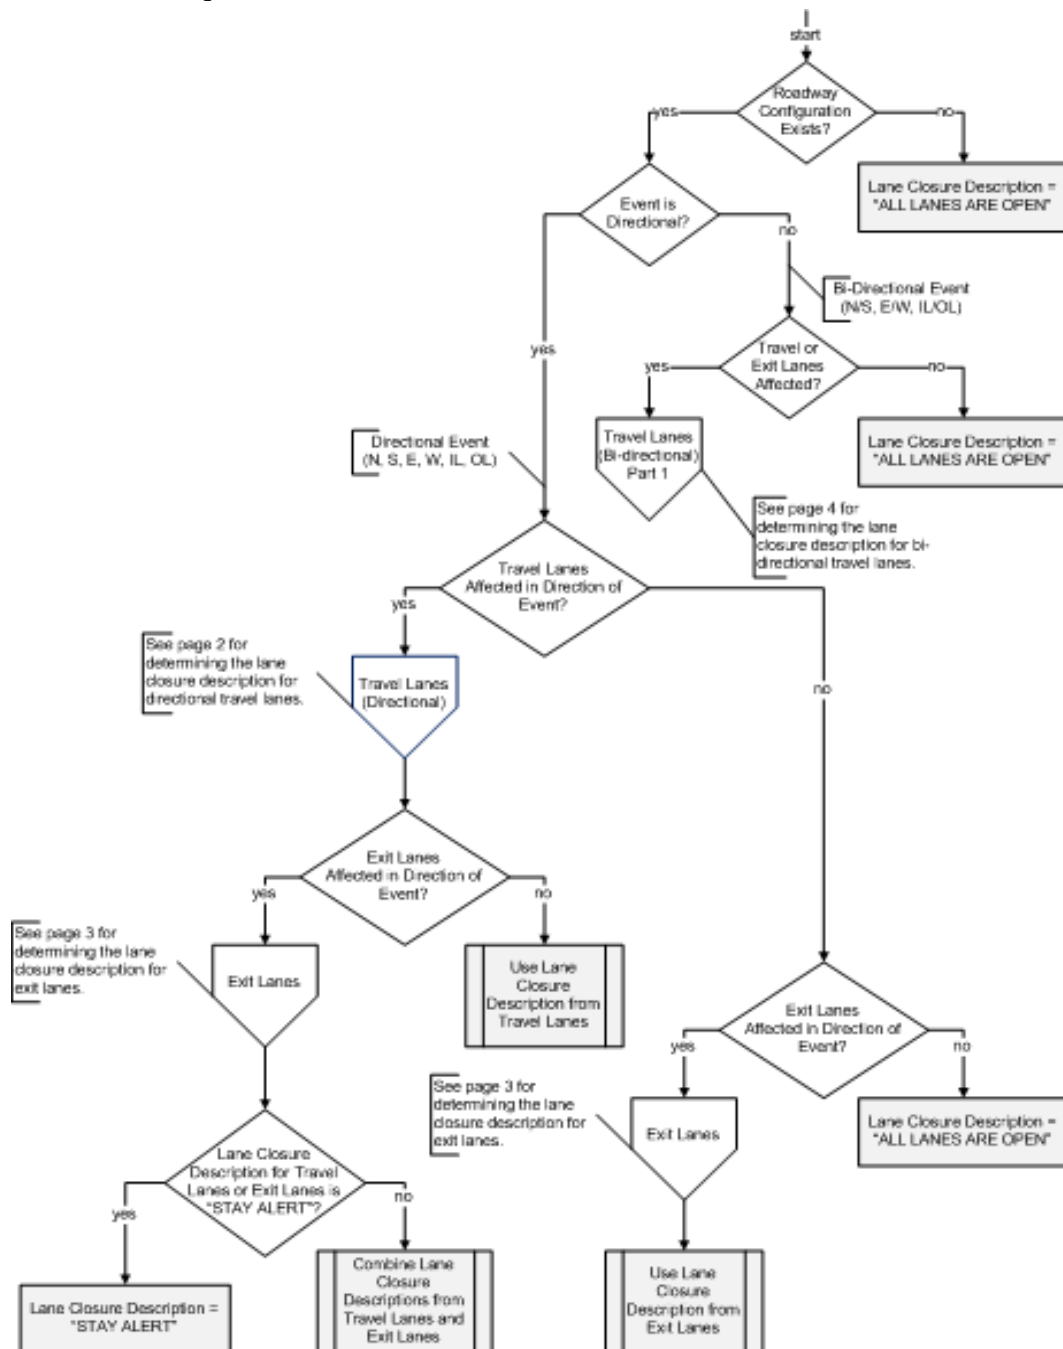 start
Roadway
Configuration
Exists?
yes
no
Lane Closure Description =
"ALL LANES ARE OPEN"
Event is
Directional?
no
Bi-Directional Event
(N/S, E/W, IL/OL)
yes
Travel or
Exit Lanes
Affected?
yes
no
Travel Lanes
(Bi-directional)
Part 1
Lane Closure Description =
"ALL LANES ARE OPEN"
Directional Event
(N, S, E, W, IL, OL)
See page 4 for
determining the lane
closure description for bi-
directional travel lanes.
Travel Lanes
Affected in Direction of
Event?
yes
no
See page 2 for
determining the lane
closure description for
directional travel lanes.
Travel Lanes
(Directional)
Exit Lanes
Affected in Direction of
Event?
yes
no
See page 3 for
determining the lane
closure description for
exit lanes.
Exit Lanes
Use Lane
Closure
Description from
Travel Lanes
Exit Lanes
Affected in Direction of
Event?
yes
no
See page 3 for
determining the lane
closure description for
exit lanes.
Exit Lanes
Lane Closure Description =
"ALL LANES ARE OPEN"
Lane Closure
Description for Travel
Lanes or Exit Lanes is
"STAY ALERT"?
yes
no
Lane Closure Description =
"STAY ALERT"
Combine Lane
Closure
Descriptions from
Travel Lanes and
Exit Lanes
Use Lane
Closure
Description from
Exit Lanes